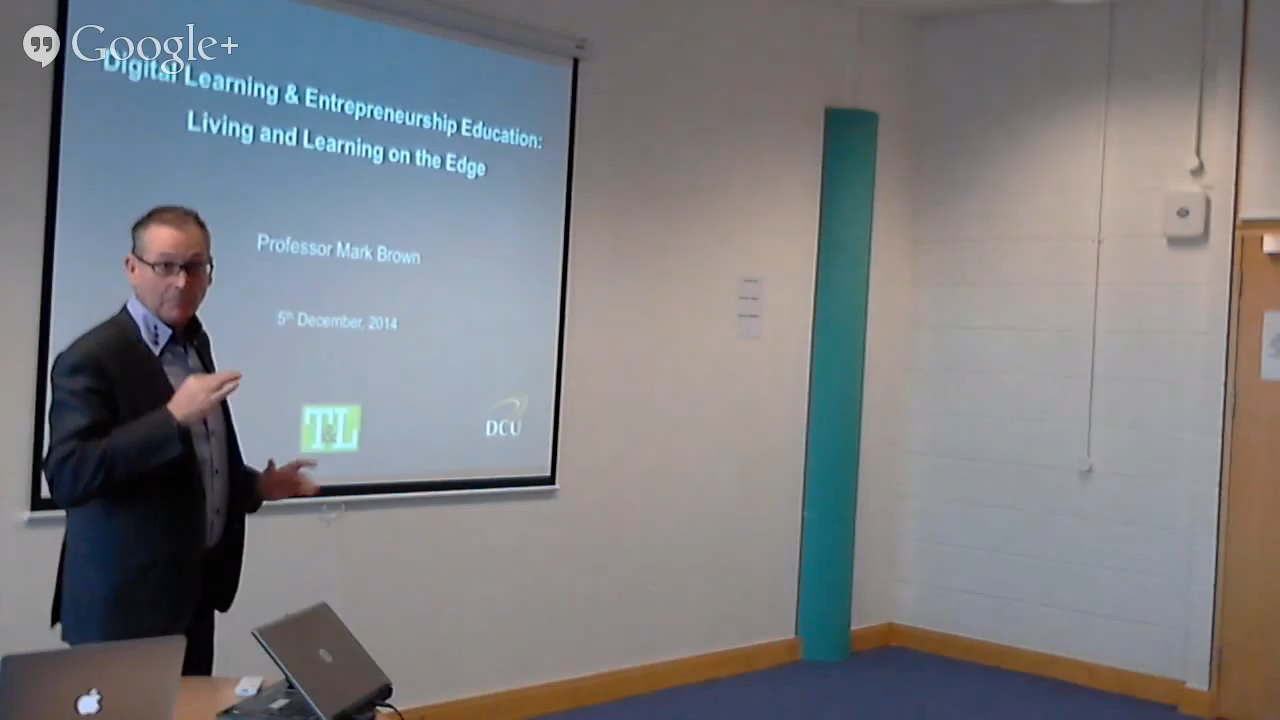 Google+
Digital Learning & Entrepreneurship Education:
Living and Learning on the Edge
Professor Mark Brown
5th December, 2014
T&L
DCU